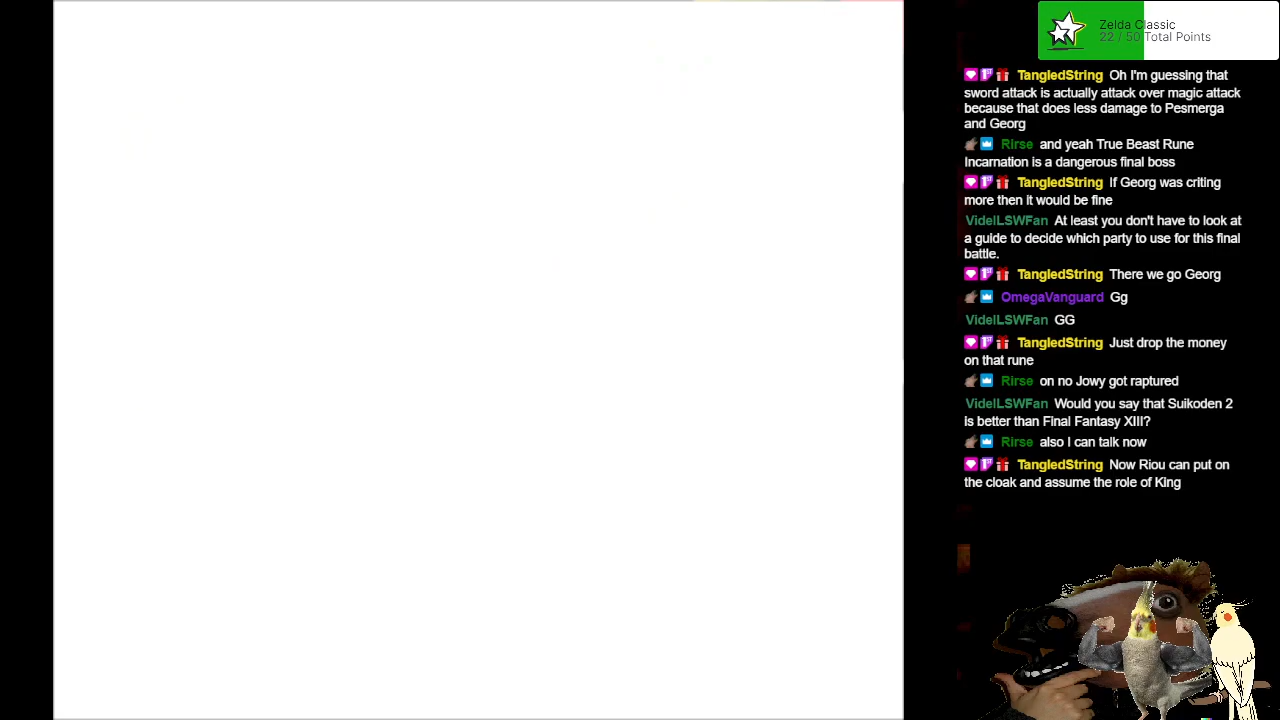 Zelda Classic
22 / 50 Total Points
TangledString Oh I'm guessing that
sword attack is actually attack over magic attack
because that does less damage to Pesmerga
and Georg
Rirse and yeah True Beast Rune
Incarnation is a dangerous final boss
TangledString If Georg was criting
more then it would be fine
VidelLSWFan At least you don't have to look at
a guide to decide which party to use for this final
battle.
TangledString There we go Georg
OmegaVanguard Gg
VidelLSWFan GG
TangledString Just drop the money
on that rune
Rirse on no Jowy got raptured
VidelLSWFan Would you say that Suikoden 2
is better than Final Fantasy XIII?
Rirse also I can talk now
TangledString Now Riou can put on
the cloak and assume the role of King